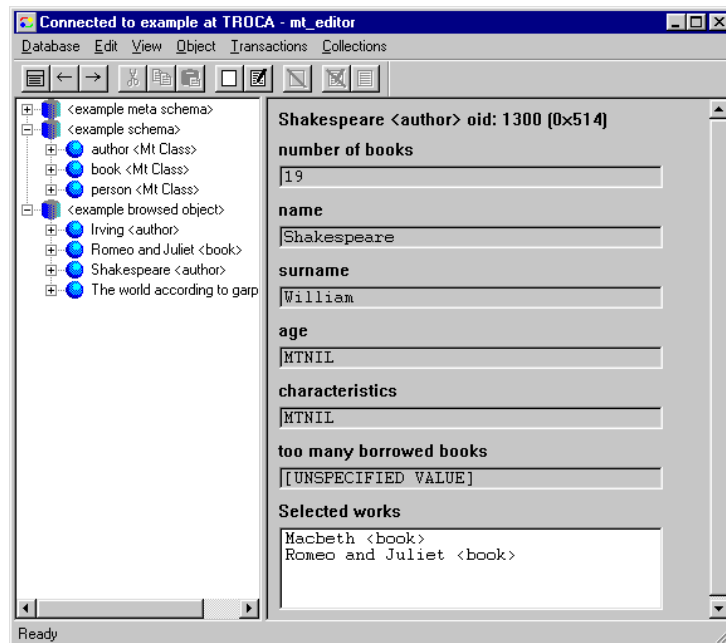 Connected to example at TROCA - mt_editor
Database Edit View Object Transactions Collections
<example meta schema>
<example schema>
author <Mt Class>
book <Mt Class>
person <Mt Class>
<example browsed object>
Irving <author>
Romeo and Juliet <book>
Shakespeare <author>
The world according to garp
Shakespeare <author> oid: 1300 (0x514)
number of books
19
name
Shakespeare
surname
William
age
MTNIL
characteristics
MTNIL
too many borrowed books
[UNSPECIFIED VALUE]
Selected works
Macbeth <book>
Romeo and Juliet <book>
Ready